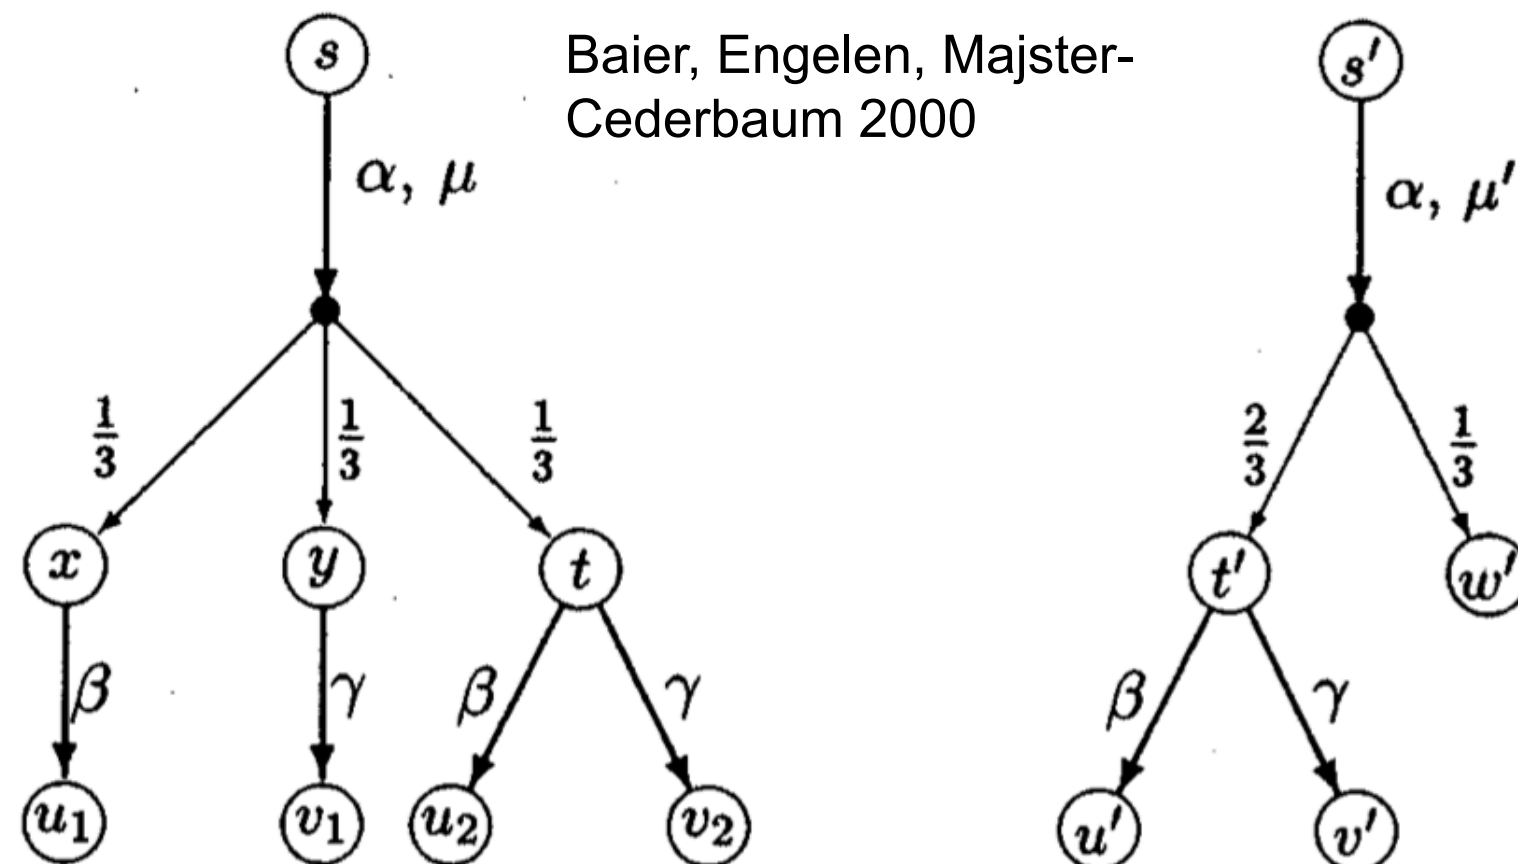 s
Baier, Engelen, Majster-
Cederbaum 2000
s′
α, μ
α, μ′
1/3
1/3
1/3
2/3
1/3
x
y
t
t′
w′
β
γ
β
γ
β
γ
u₁
v₁
u₂
v₂
u′
v′